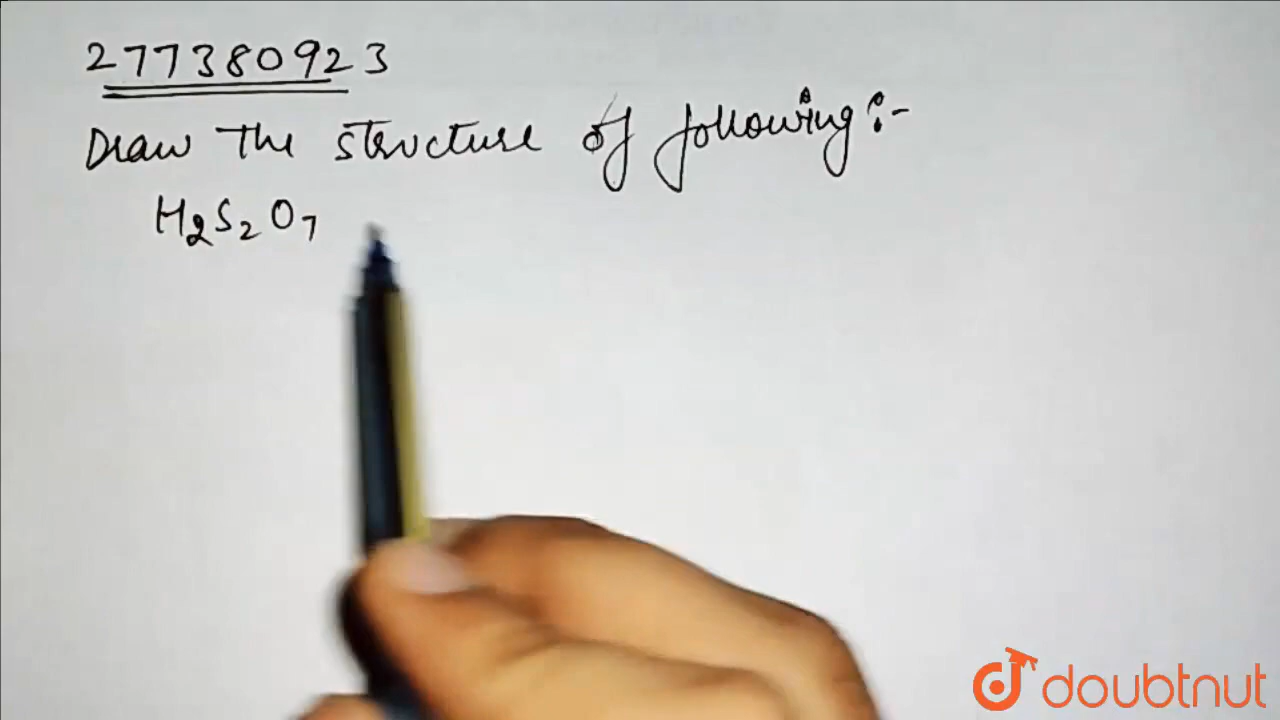 277380923
Draw The structure of following:-
H2S2O7
doubtnut